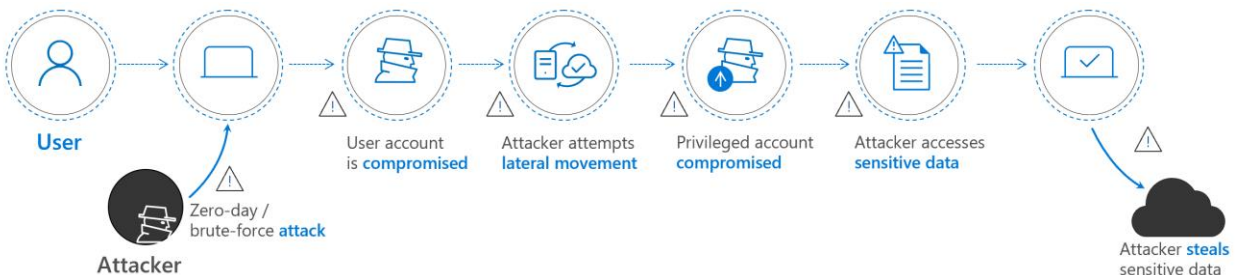 User
Attacker
Zero-day /
brute-force attack
User account
is compromised
Attacker attempts
lateral movement
Privileged account
compromised
Attacker accesses
sensitive data
Attacker steals
sensitive data